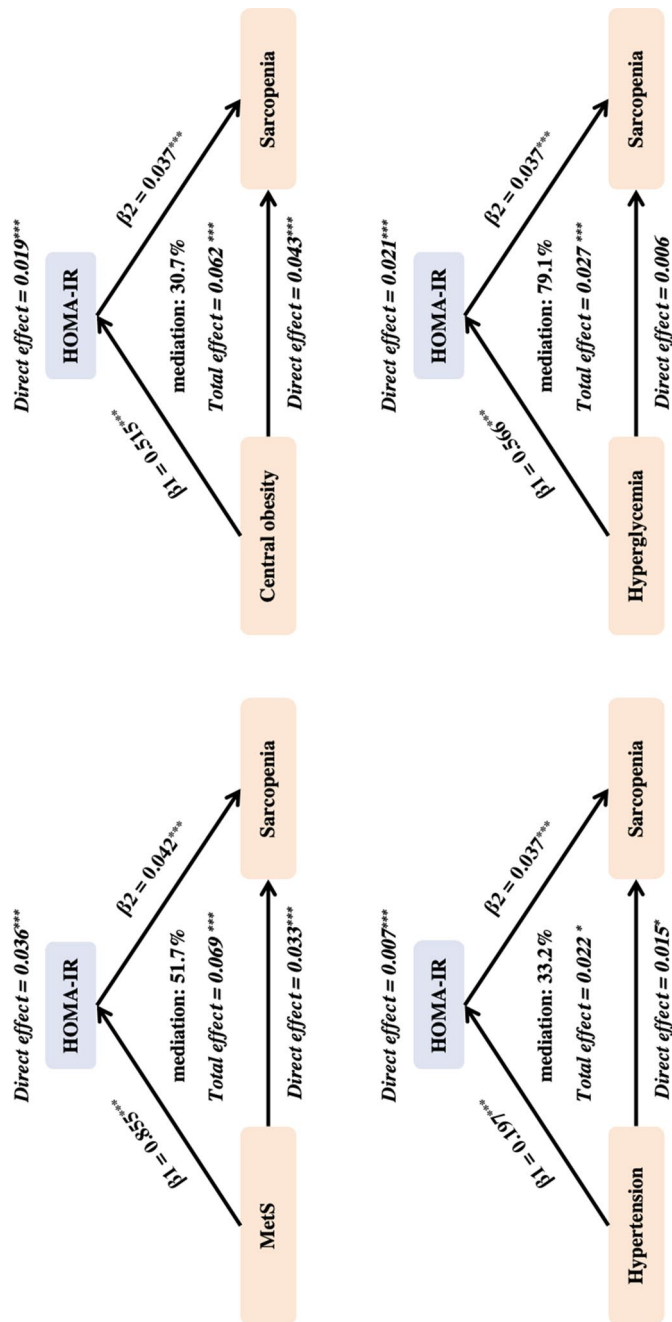 Direct effect = 0.036***
HOMA-IR
β1 = 0.855***
β2 = 0.042***
mediation: 51.7%
Total effect = 0.069 ***
MetS
Sarcopenia
Direct effect = 0.033***
Direct effect = 0.019***
HOMA-IR
β1 = 0.515***
β2 = 0.037***
mediation: 30.7%
Total effect = 0.062 ***
Central obesity
Sarcopenia
Direct effect = 0.043***
Direct effect = 0.007***
HOMA-IR
β1 = 0.197***
β2 = 0.037***
mediation: 33.2%
Total effect = 0.022 *
Hypertension
Sarcopenia
Direct effect = 0.015*
Direct effect = 0.021***
HOMA-IR
β1 = 0.566***
β2 = 0.037***
mediation: 79.1%
Total effect = 0.027 ***
Hyperglycemia
Sarcopenia
Direct effect = 0.006